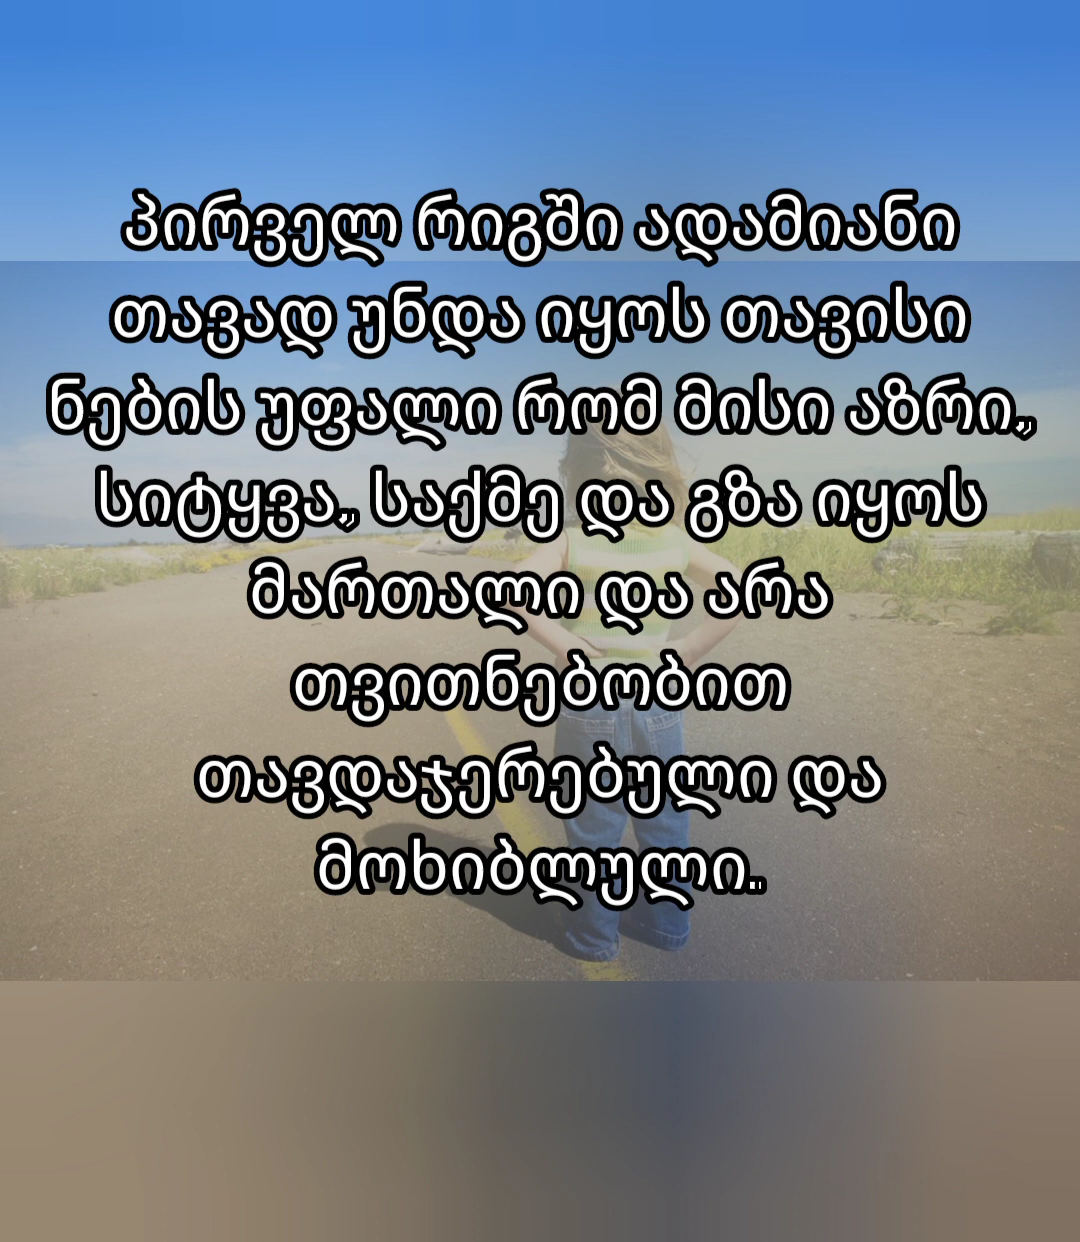 პირველ რიგში ადამიანი
თავად უნდა იყოს თავისი
ნების უფალი რომ მისი აზრი,,
სიტყვა,, საქმე და გზა იყოს
მართალი და არა
თვითნებობით
თავდაჯერებული და
მოხიბლული..